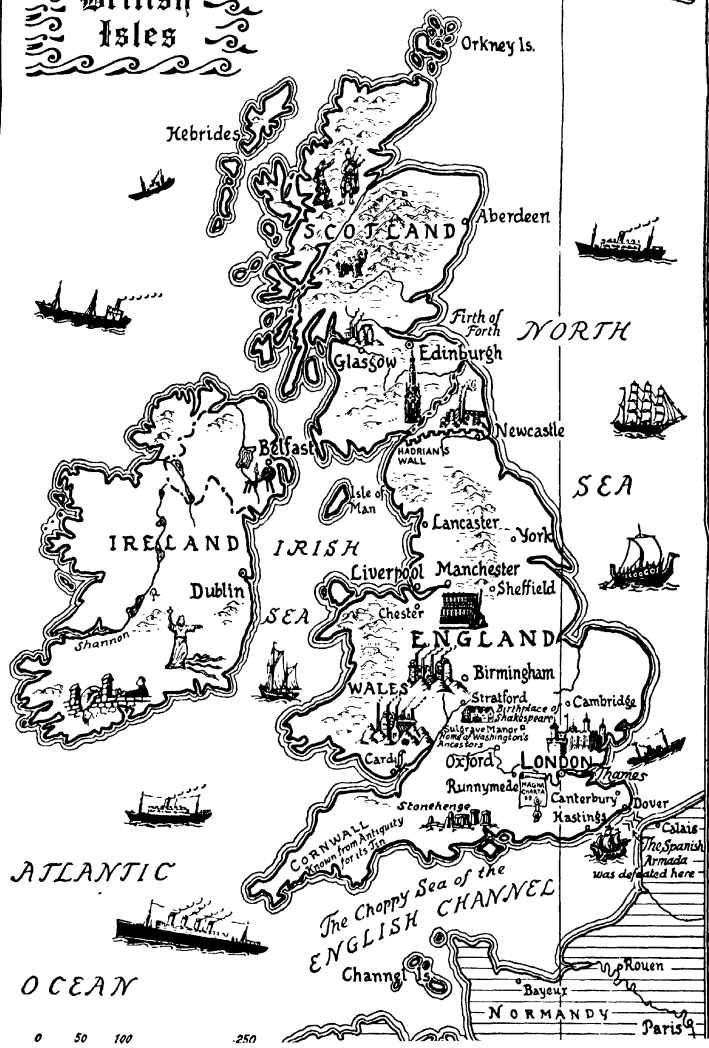 British
Isles
Orkney Is.
Hebrides
Aberdeen
SCOTLAND
Firth of
Forth
NORTH
SEA
Glasgow
Edinburgh
Newcastle
HADRIAN'S
WALL
Belfast
Isle of
Man
Lancaster
York
IRELAND
IRISH
SEA
Dublin
Liverpool
Manchester
Sheffield
Chester
ENGLAND
Shannon
Birmingham
WALES
Stratford
Birthplace of
Shakespeare
Cambridge
Sulgrave Manor
Home of Washington's
Ancestors
Oxford
LONDON
Thames
Cardiff
Runnymede
MAGNA
CHARTA
Canterbury
Dover
Stonehenge
Hastings
Calais
The Spanish
Armada
was defeated here
CORNWALL
Known from Antiquity
for its Tin
ATLANTIC
OCEAN
The Choppy Sea of the
ENGLISH CHANNEL
Channel Is.
Rouen
Bayeux
NORMANDY
Paris
0 50 100 250